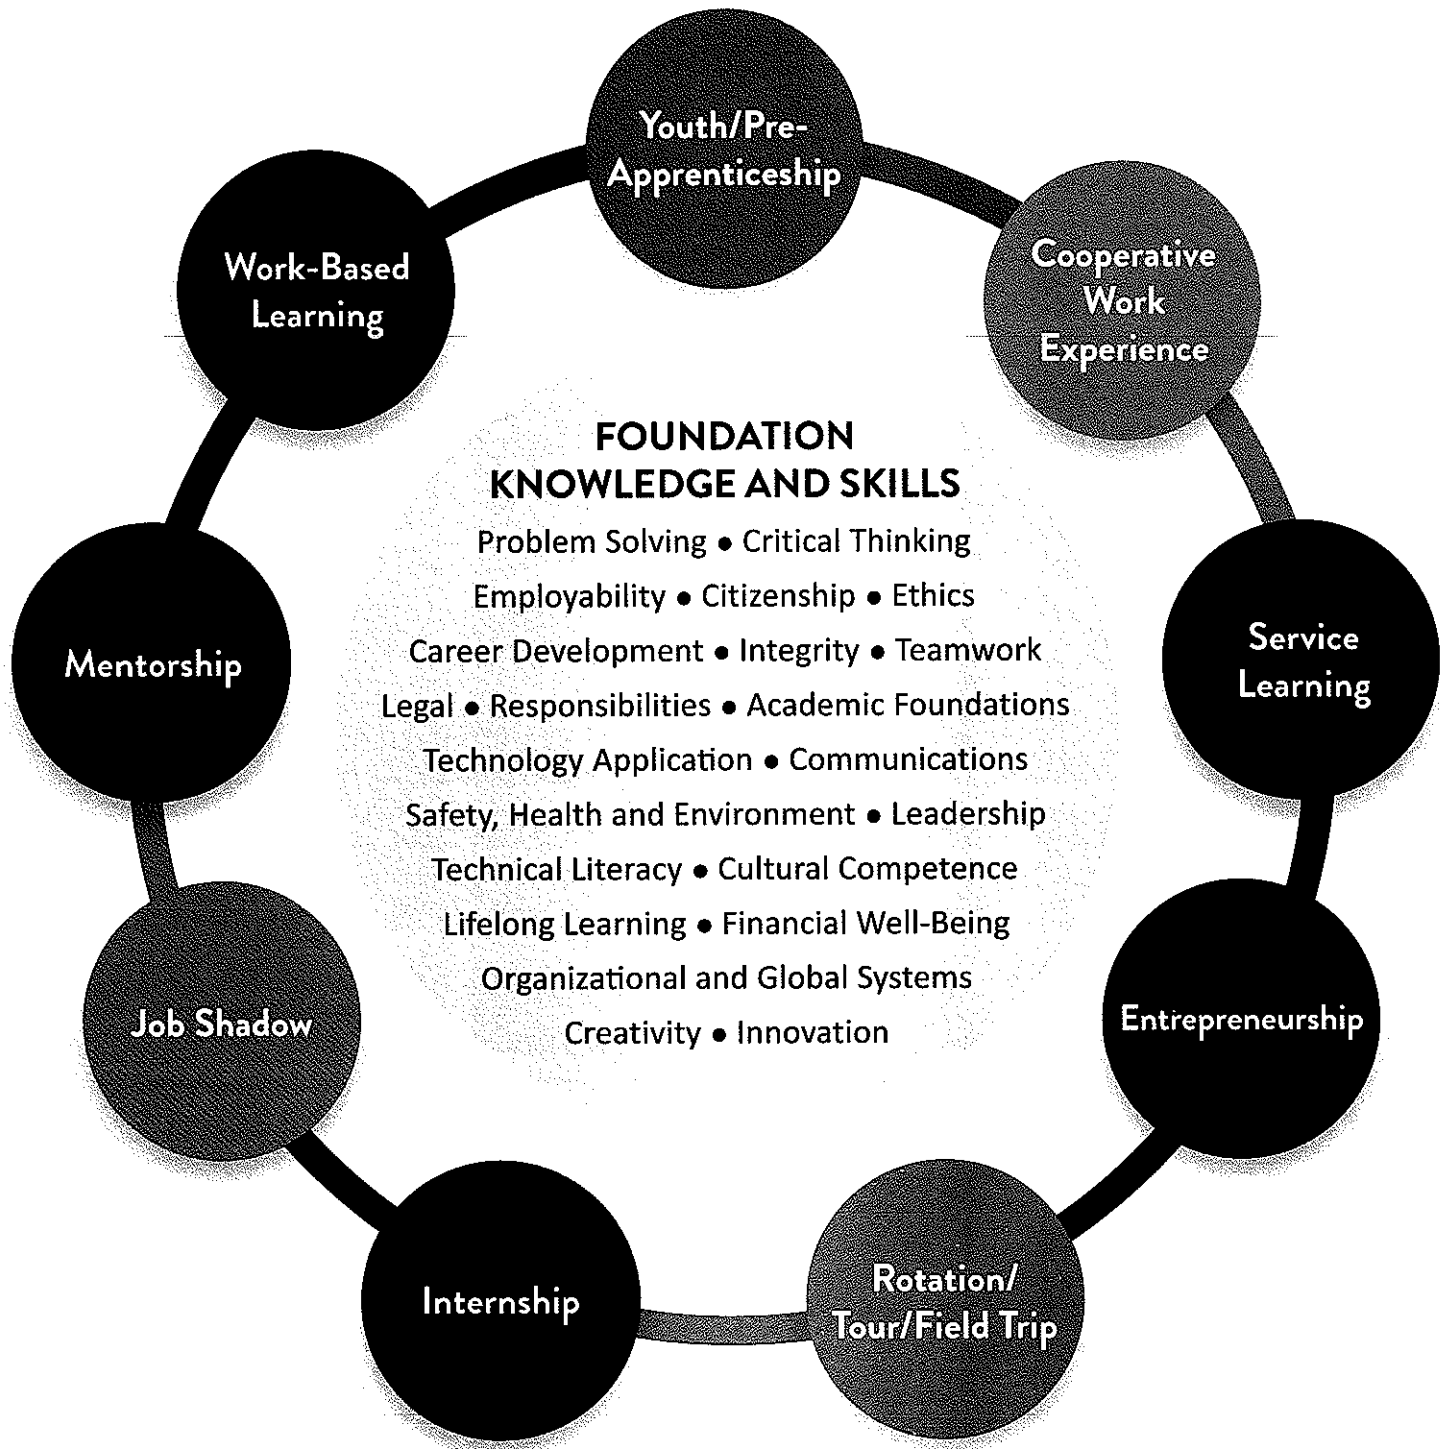 Youth/Pre-
Apprenticeship
Cooperative
Work
Experience
Work-Based
Learning
FOUNDATION
KNOWLEDGE AND SKILLS
Problem Solving ● Critical Thinking
Employability ● Citizenship ● Ethics
Career Development ● Integrity ● Teamwork
Legal ● Responsibilities ● Academic Foundations
Technology Application ● Communications
Safety, Health and Environment ● Leadership
Technical Literacy ● Cultural Competence
Lifelong Learning ● Financial Well-Being
Organizational and Global Systems
Creativity ● Innovation
Mentorship
Service
Learning
Job Shadow
Entrepreneurship
Internship
Rotation/
Tour/Field Trip